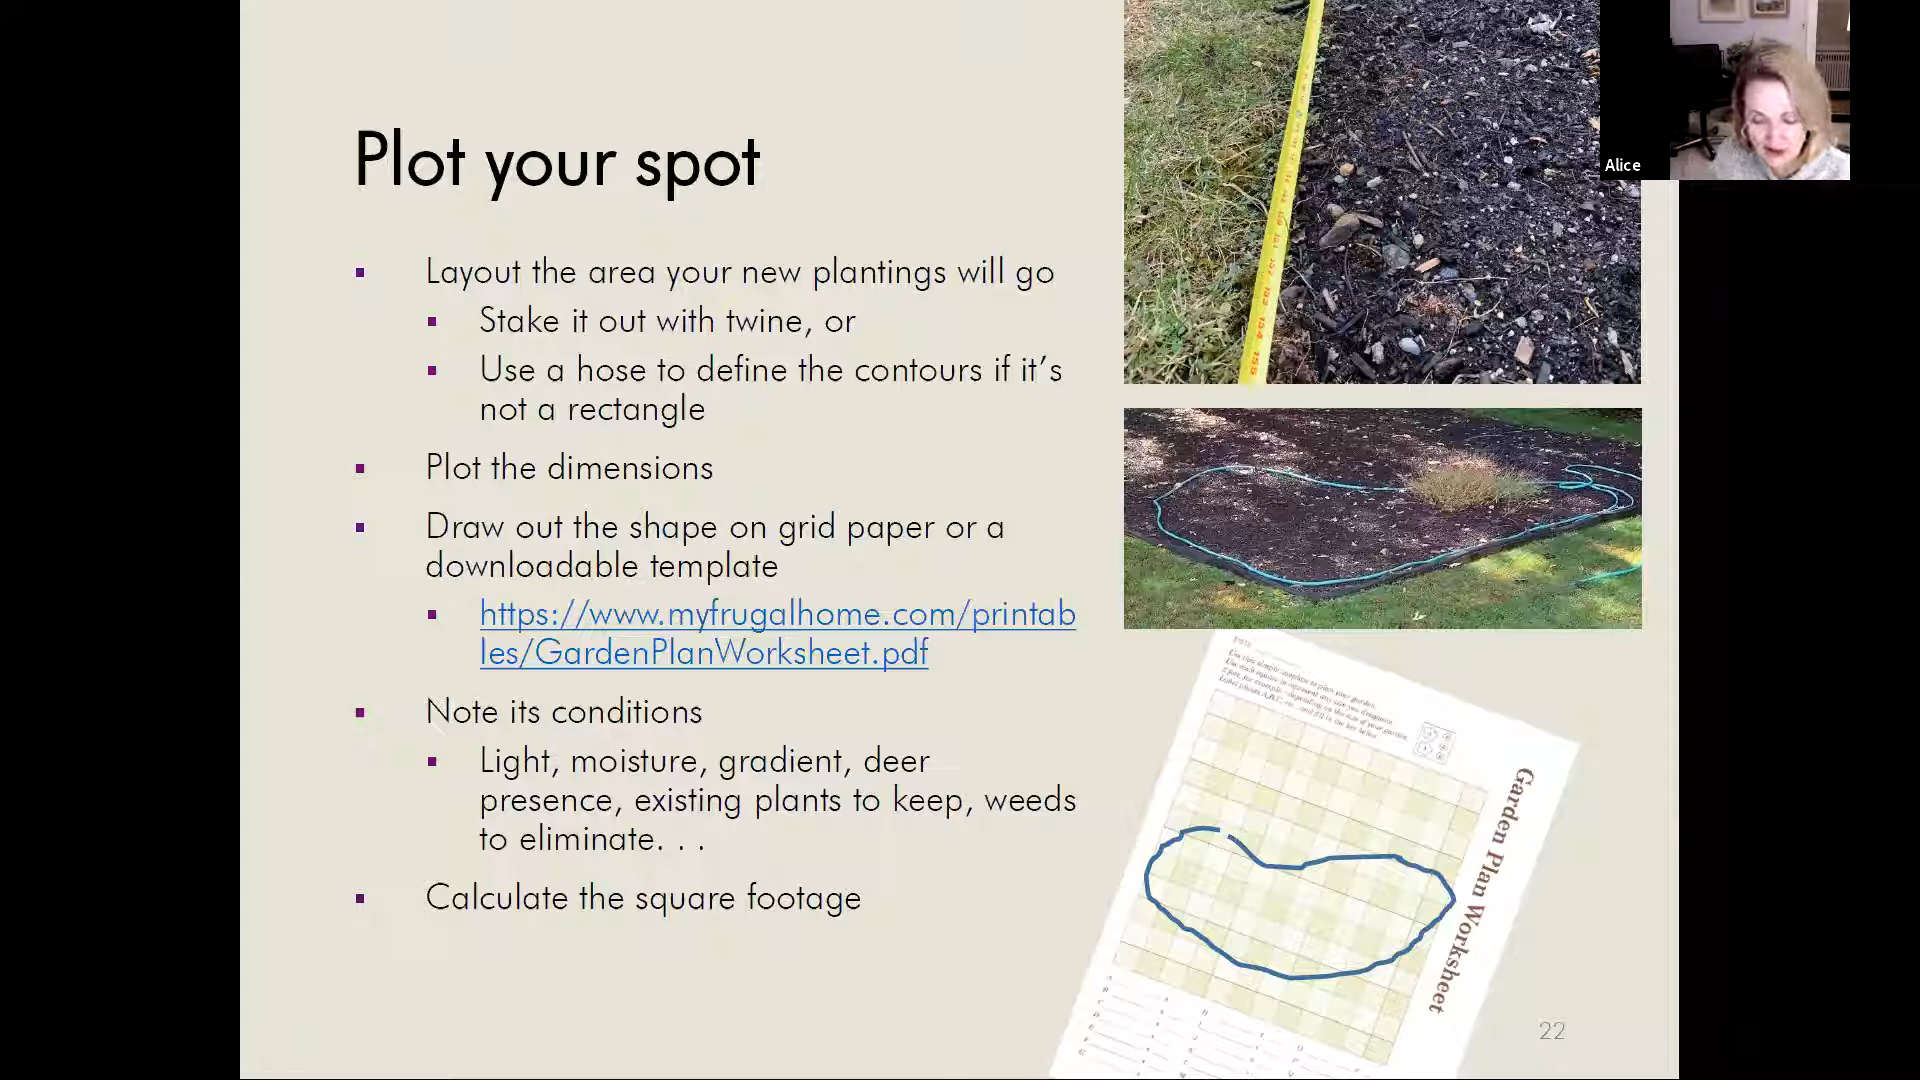 Plot your spot
Layout the area your new plantings will go
Stake it out with twine, or
Use a hose to define the contours if it's
not a rectangle
Plot the dimensions
Draw out the shape on grid paper or a
downloadable template
https://www.myfrugalhome.com/printab
les/GardenPlanWorksheet.pdf
Note its conditions
Light, moisture, gradient, deer
presence, existing plants to keep, weeds
to eliminate. . .
Calculate the square footage
Alice
Garden Plan Worksheet
22